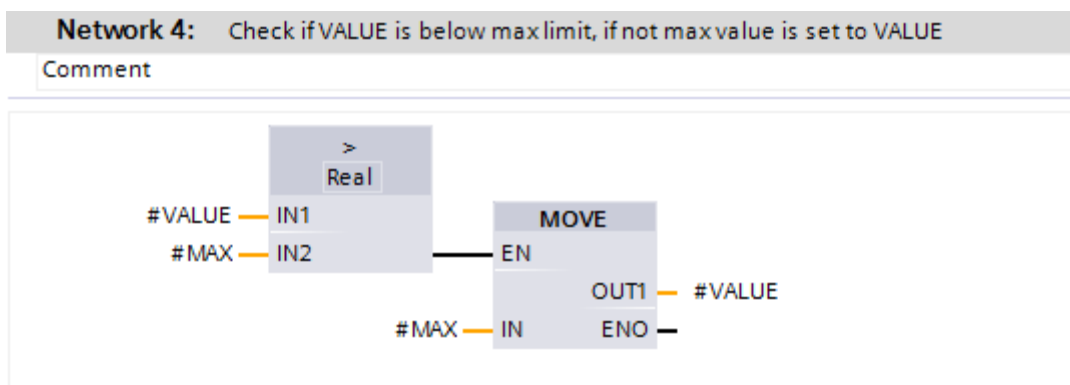 Network 4: Check if VALUE is below max limit, if not max value is set to VALUE
Comment
>
Real
#VALUE IN1
#MAX IN2
MOVE
EN
OUT1 #VALUE
#MAX IN ENO